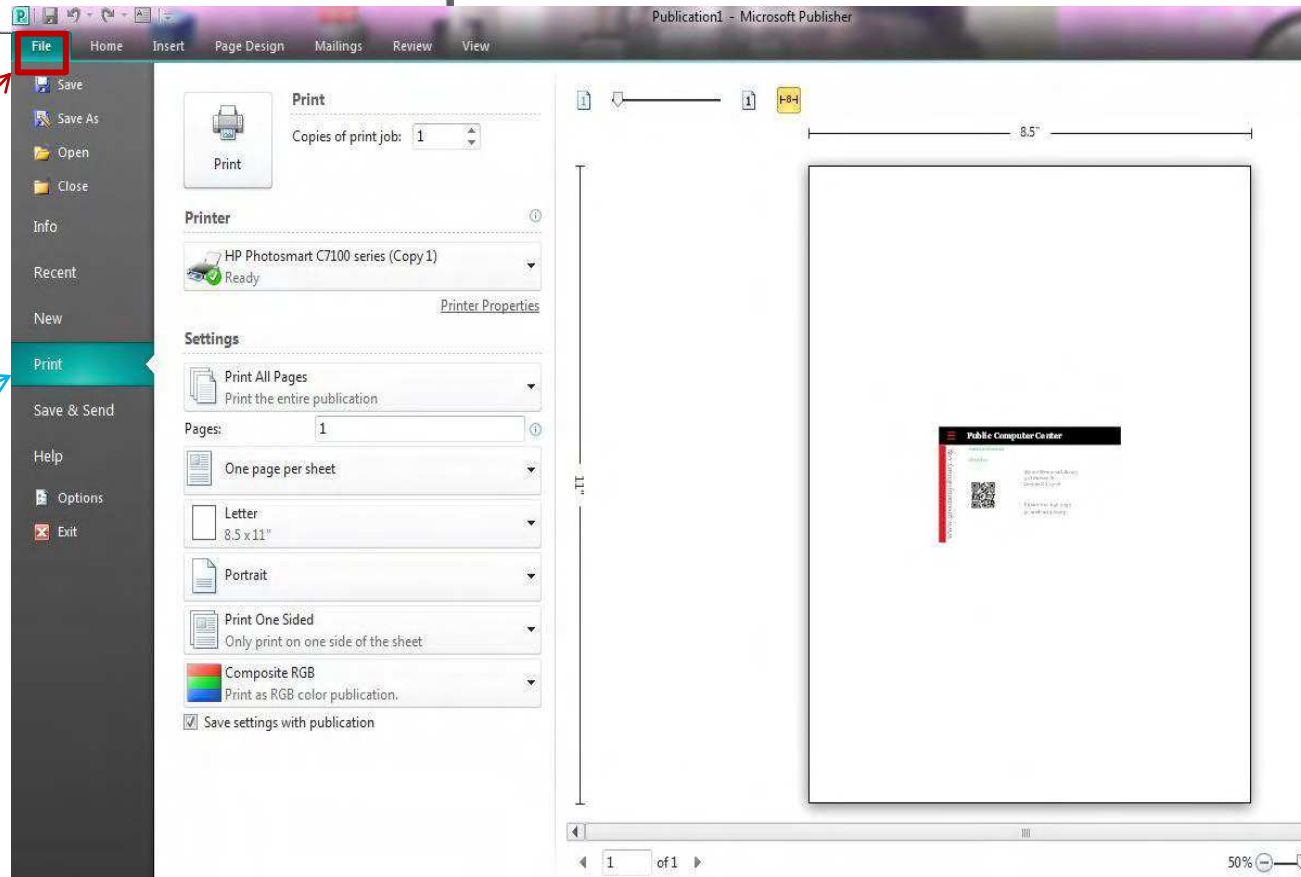 Publication1 - Microsoft Publisher
File Home Insert Page Design Mailings Review View
Save
Save As
Open
Close
Info
Recent
New
Print
Save & Send
Help
Options
Exit
Print
Print
Copies of print job: 1
Printer
HP Photosmart C7100 series (Copy 1)
Ready
Printer Properties
Settings
Print All Pages
Print the entire publication
Pages: 1
One page per sheet
Letter
8.5 x 11"
Portrait
Print One Sided
Only print on one side of the sheet
Composite RGB
Print as RGB color publication.
Save settings with publication
1
1
8.5"
11"
Public Computer Center
1 of 1
50%